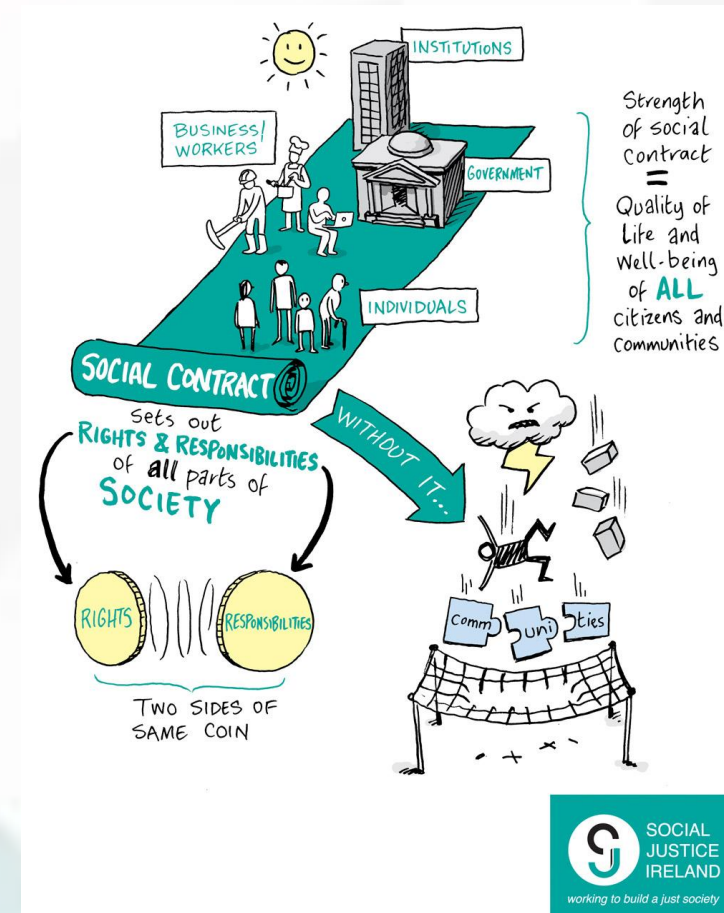 INSTITUTIONS
BUSINESS/
WORKERS
GOVERNMENT
INDIVIDUALS
Strength
of social
Contract
=
Quality of
Life and
Well-being
of ALL
citizens and
Communities
SOCIAL CONTRACT
sets out
RIGHTS & RESPONSIBILITIES
of all parts of
SOCIETY
WITHOUT IT...
RIGHTS
RESPONSIBILITIES
TWO SIDES OF
SAME COIN
Comm uni ties
SOCIAL
JUSTICE
IRELAND
working to build a just society